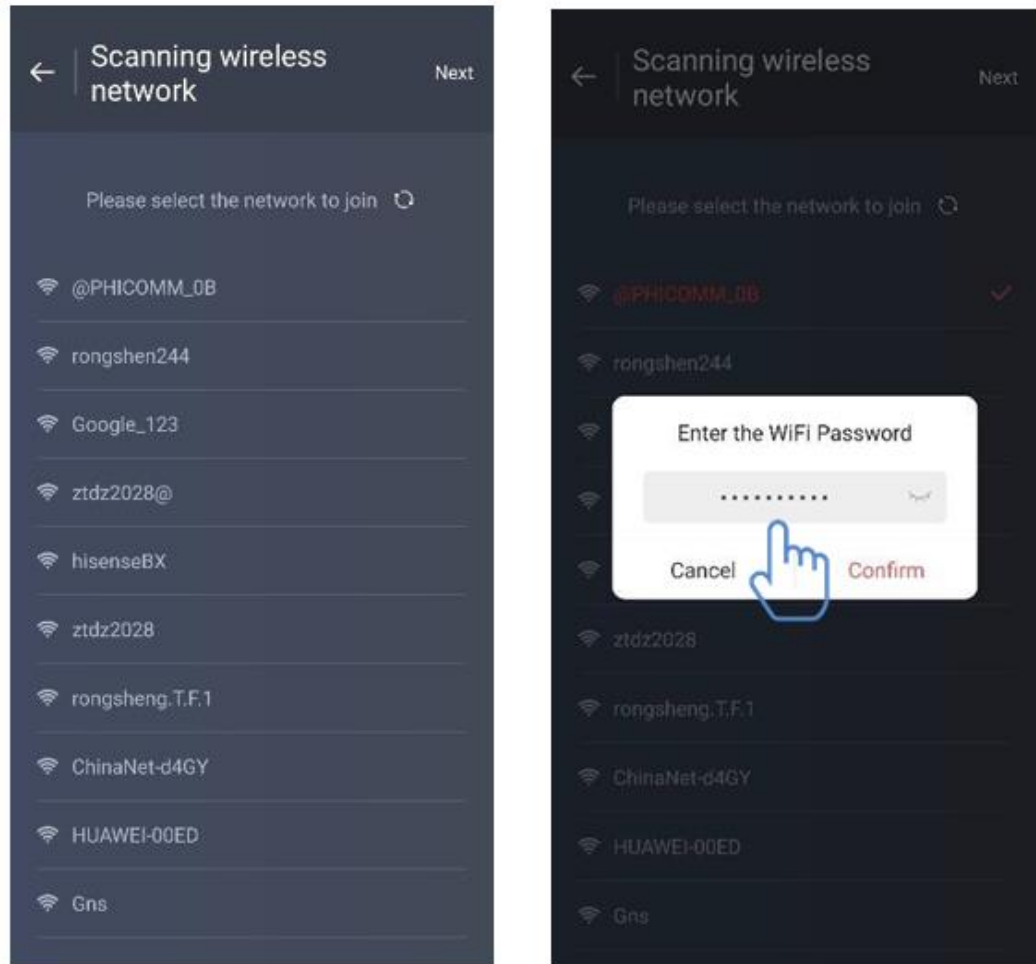 Scanning wireless
network
Next
Please select the network to join
@PHICOMM_0B
rongshen244
Google_123
ztdz2028@
hisenseBX
ztdz2028
rongsheng.T.F.1
ChinaNet-d4GY
HUAWEI-00ED
Gns
Scanning wireless
network
Next
Please select the network to join
@PHICOMM_0B
rongshen244
Enter the WiFi Password
••••••••••
Cancel
Confirm
ztdz2028
rongsheng.T.F.1
ChinaNet-d4GY
HUAWEI-00ED
Gns